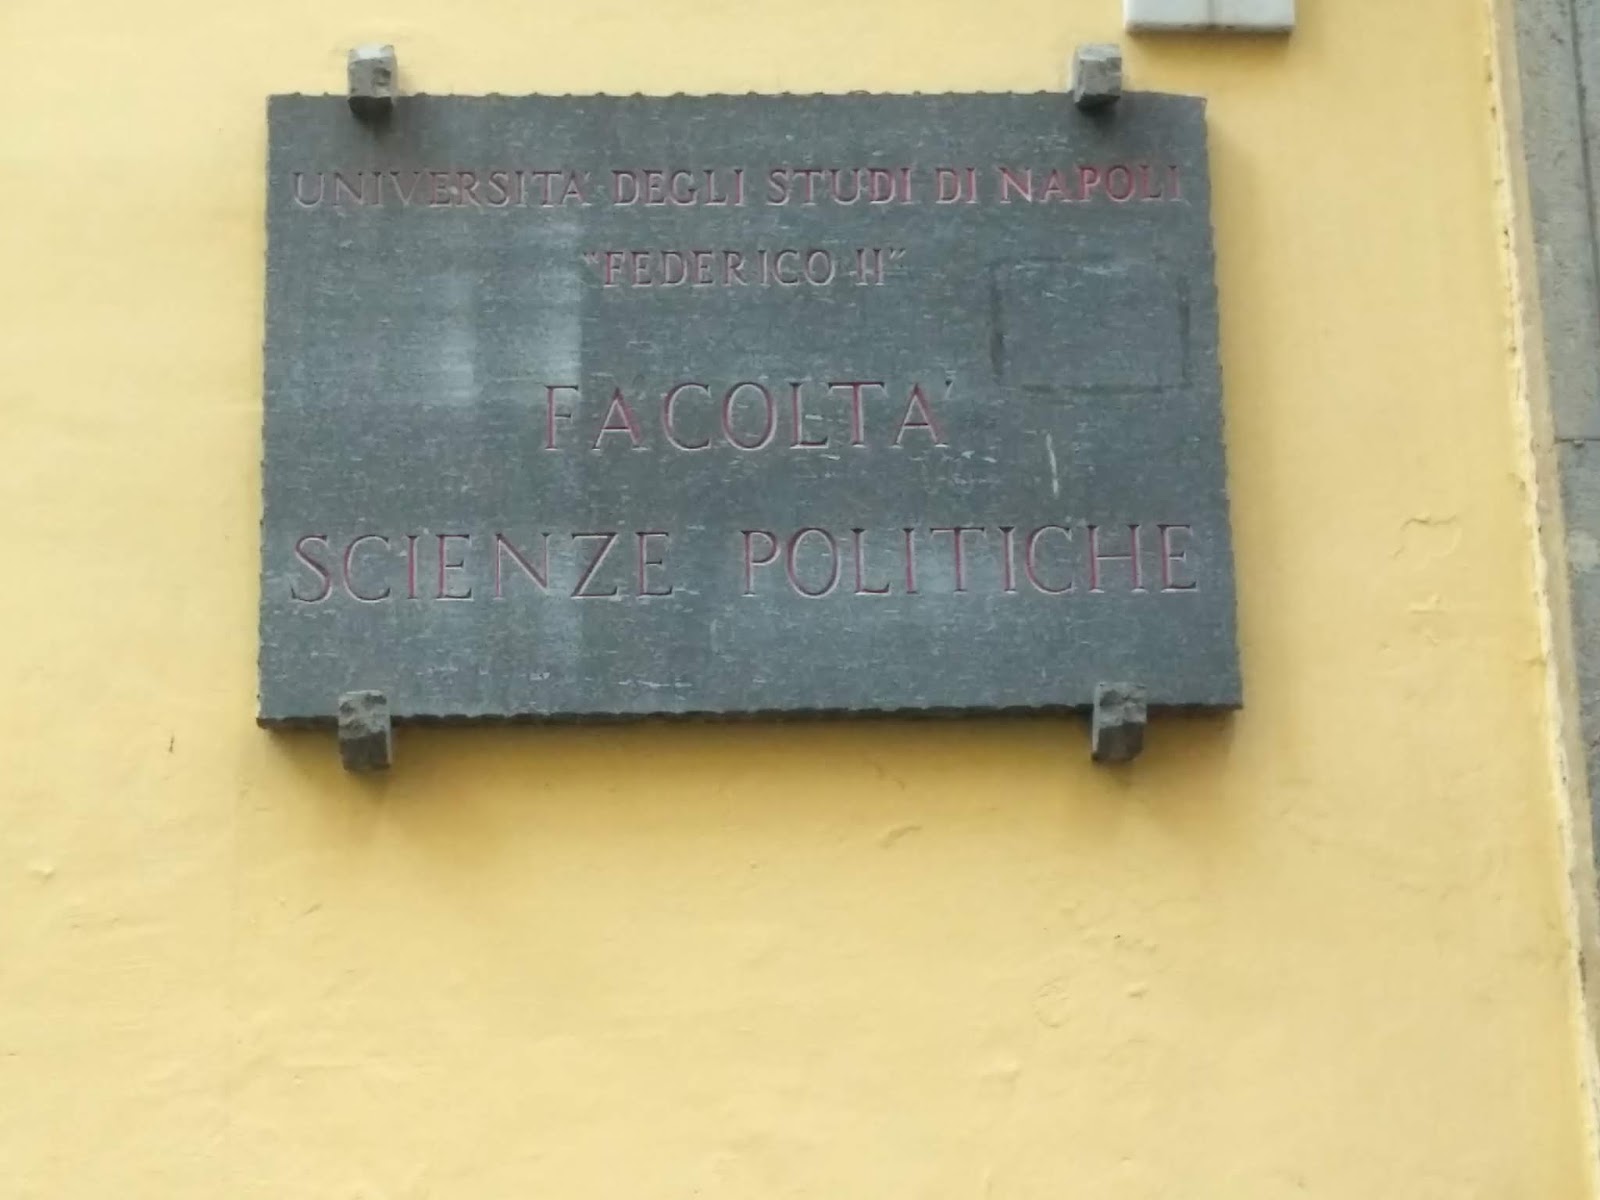 UNIVERSITA' DEGLI STUDI DI NAPOLI
"FEDERICO II"
FACOLTA'
SCIENZE POLITICHE